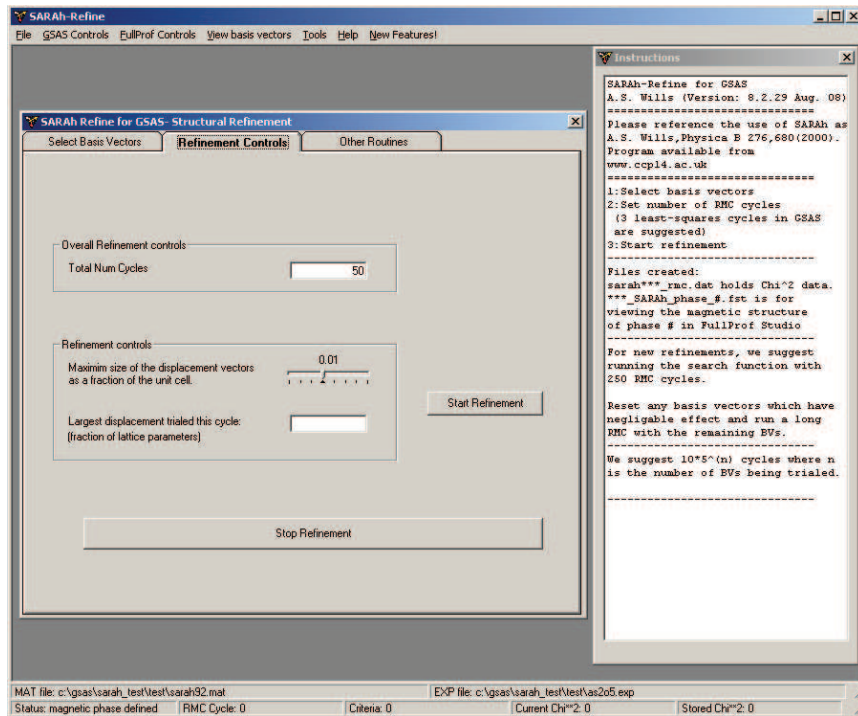 SARAh-Refine
File GSAS Controls FullProf Controls View basis vectors Tools Help New Features!
SARAh Refine for GSAS- Structural Refinement
Select Basis Vectors Refinement Controls Other Routines
Overall Refinement controls
Total Num Cycles 50
Refinement controls
Maximim size of the displacement vectors
as a fraction of the unit cell.
0.01
Largest displacement trialed this cycle:
(fraction of lattice parameters)
Start Refinement
Stop Refinement
Instructions
SARAh-Refine for GSAS
A.S. Wills (Version: 8.2.29 Aug. 08)
==============================
Please reference the use of SARAh as
A.S. Wills,Physica B 276,680(2000).
Program available from
www.ccp14.ac.uk
==============================
1:Select basis vectors
2:Set number of RMC cycles
(3 least-squares cycles in GSAS
are suggested)
3:Start refinement
------------------------------
Files created:
sarah***_rmc.dat holds Chi^2 data.
***_SARAh_phase_#.fst is for
viewing the magnetic structure
of phase # in FullProf Studio
------------------------------
For new refinements, we suggest
running the search function with
250 RMC cycles.
Reset any basis vectors which have
negligable effect and run a long
RMC with the remaining BVs.
------------------------------
We suggest 10*5^(n) cycles where n
is the number of BVs being trialed.
------------------------------
MAT file: c:\gsas\sarah_test\test\sarah92.mat EXP file: c:\gsas\sarah_test\test\as2o5.exp
Status: magnetic phase defined RMC Cycle: 0 Criteria: 0 Current Chi**2: 0 Stored Chi**2: 0